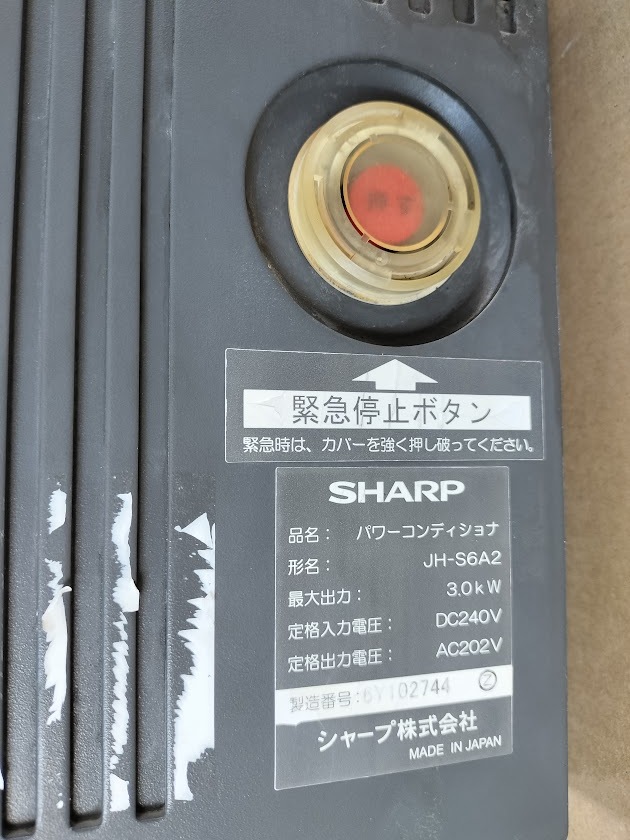 押す
緊急停止ボタン
緊急時は、カバーを強く押し破ってください。
SHARP
品名： パワーコンディショナ
形名： JH-S6A2
最大出力： 3.0kW
定格入力電圧： DC240V
定格出力電圧： AC202V
製造番号：6Y102744 Z
シャープ株式会社
MADE IN JAPAN